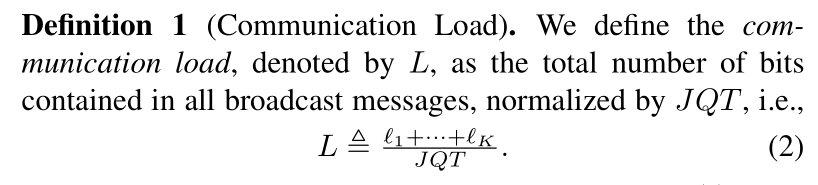 Definition 1 (Communication Load). We define the com-
munication load, denoted by L, as the total number of bits
contained in all broadcast messages, normalized by JQT, i.e.,
L ≜ ℓ₁+⋯+ℓ_K / JQT . (2)